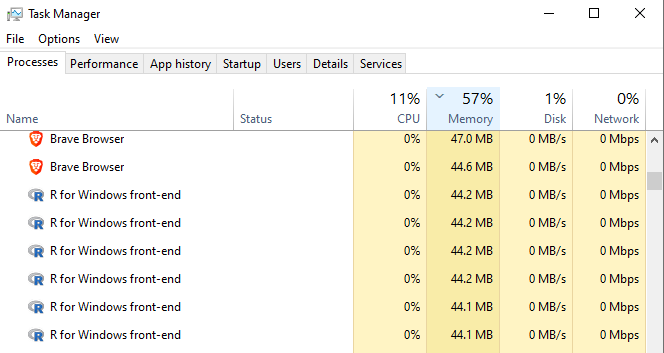 Task Manager
File Options View
Processes Performance App history Startup Users Details Services
11% 57% 1% 0%
Name Status CPU Memory Disk Network
Brave Browser 0% 47.0 MB 0 MB/s 0 Mbps
Brave Browser 0% 44.6 MB 0 MB/s 0 Mbps
R for Windows front-end 0% 44.2 MB 0 MB/s 0 Mbps
R for Windows front-end 0% 44.2 MB 0 MB/s 0 Mbps
R for Windows front-end 0% 44.2 MB 0 MB/s 0 Mbps
R for Windows front-end 0% 44.2 MB 0 MB/s 0 Mbps
R for Windows front-end 0% 44.1 MB 0 MB/s 0 Mbps
R for Windows front-end 0% 44.1 MB 0 MB/s 0 Mbps